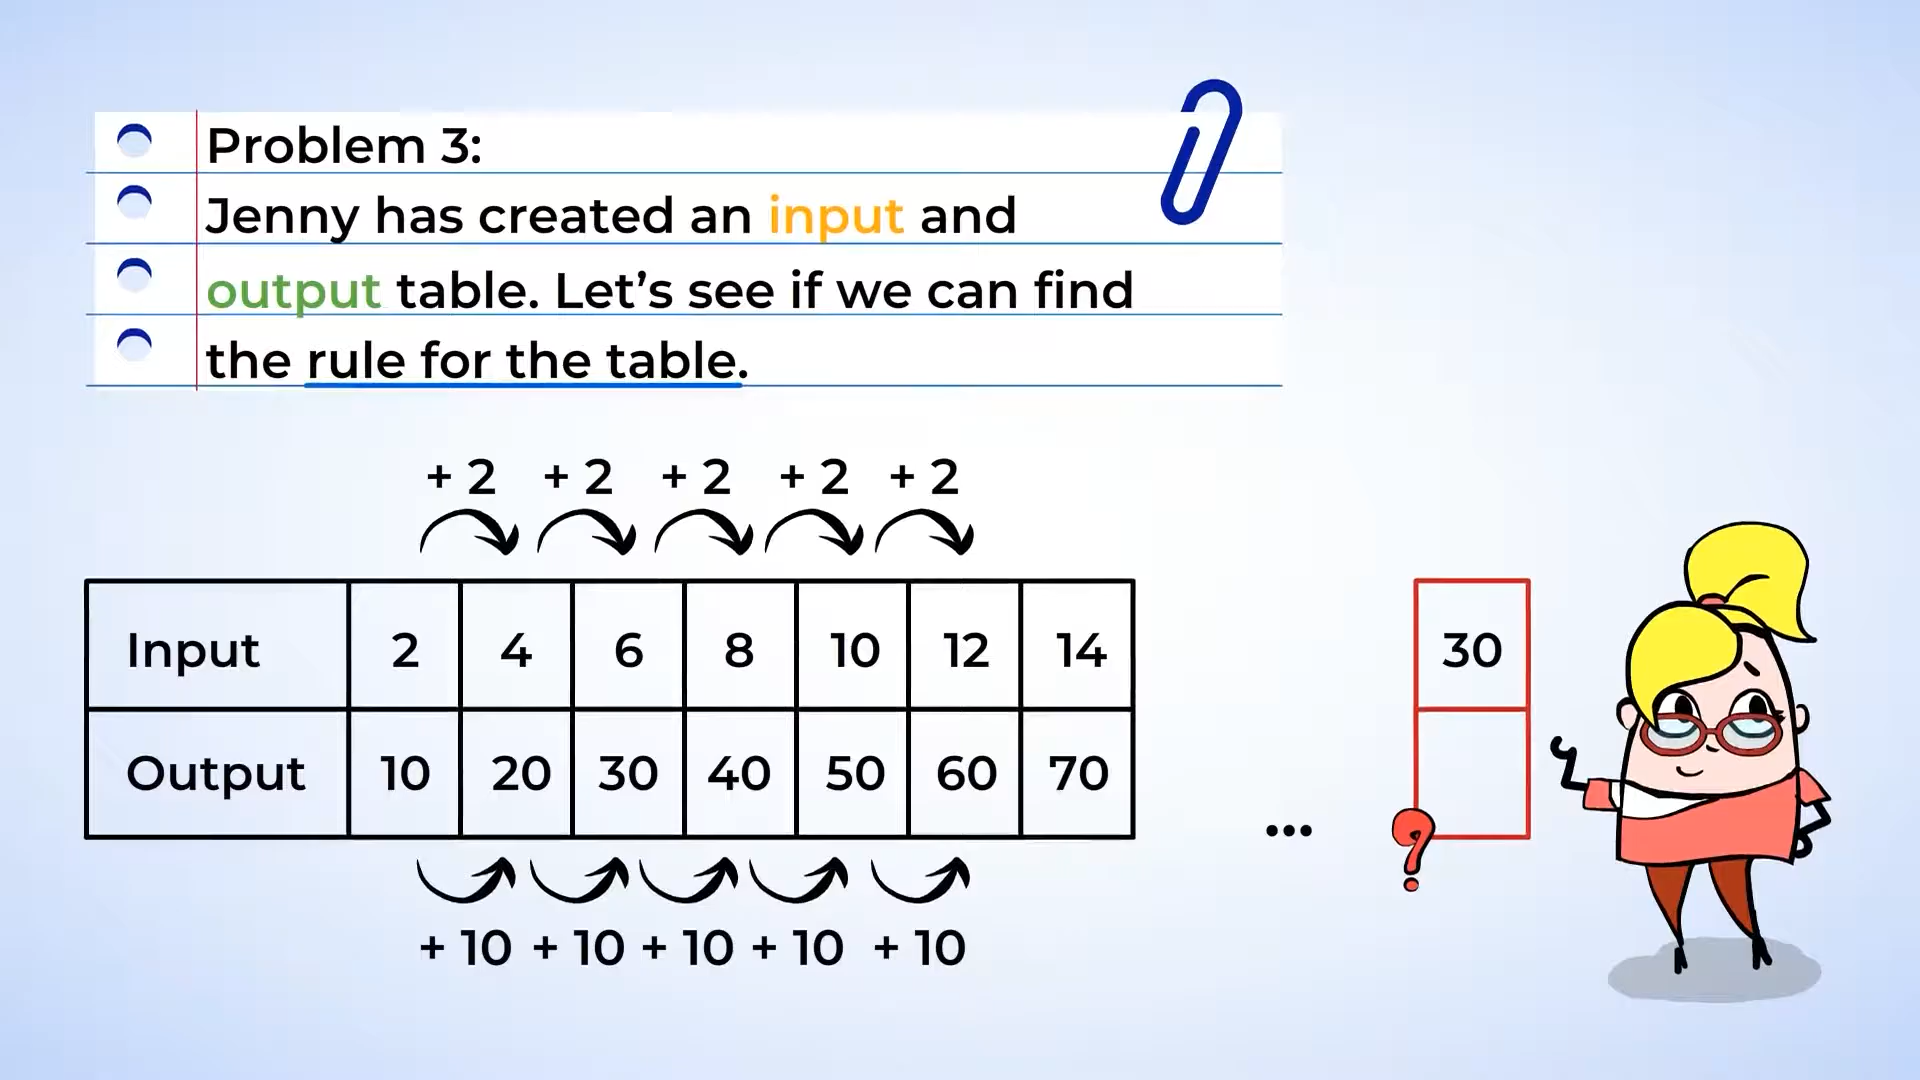 Problem 3:
Jenny has created an input and
output table. Let’s see if we can find
the rule for the table.
+ 2 + 2 + 2 + 2 + 2
Input 2 4 6 8 10 12 14 30
Output 10 20 30 40 50 60 70
... ?
+ 10 + 10 + 10 + 10 + 10